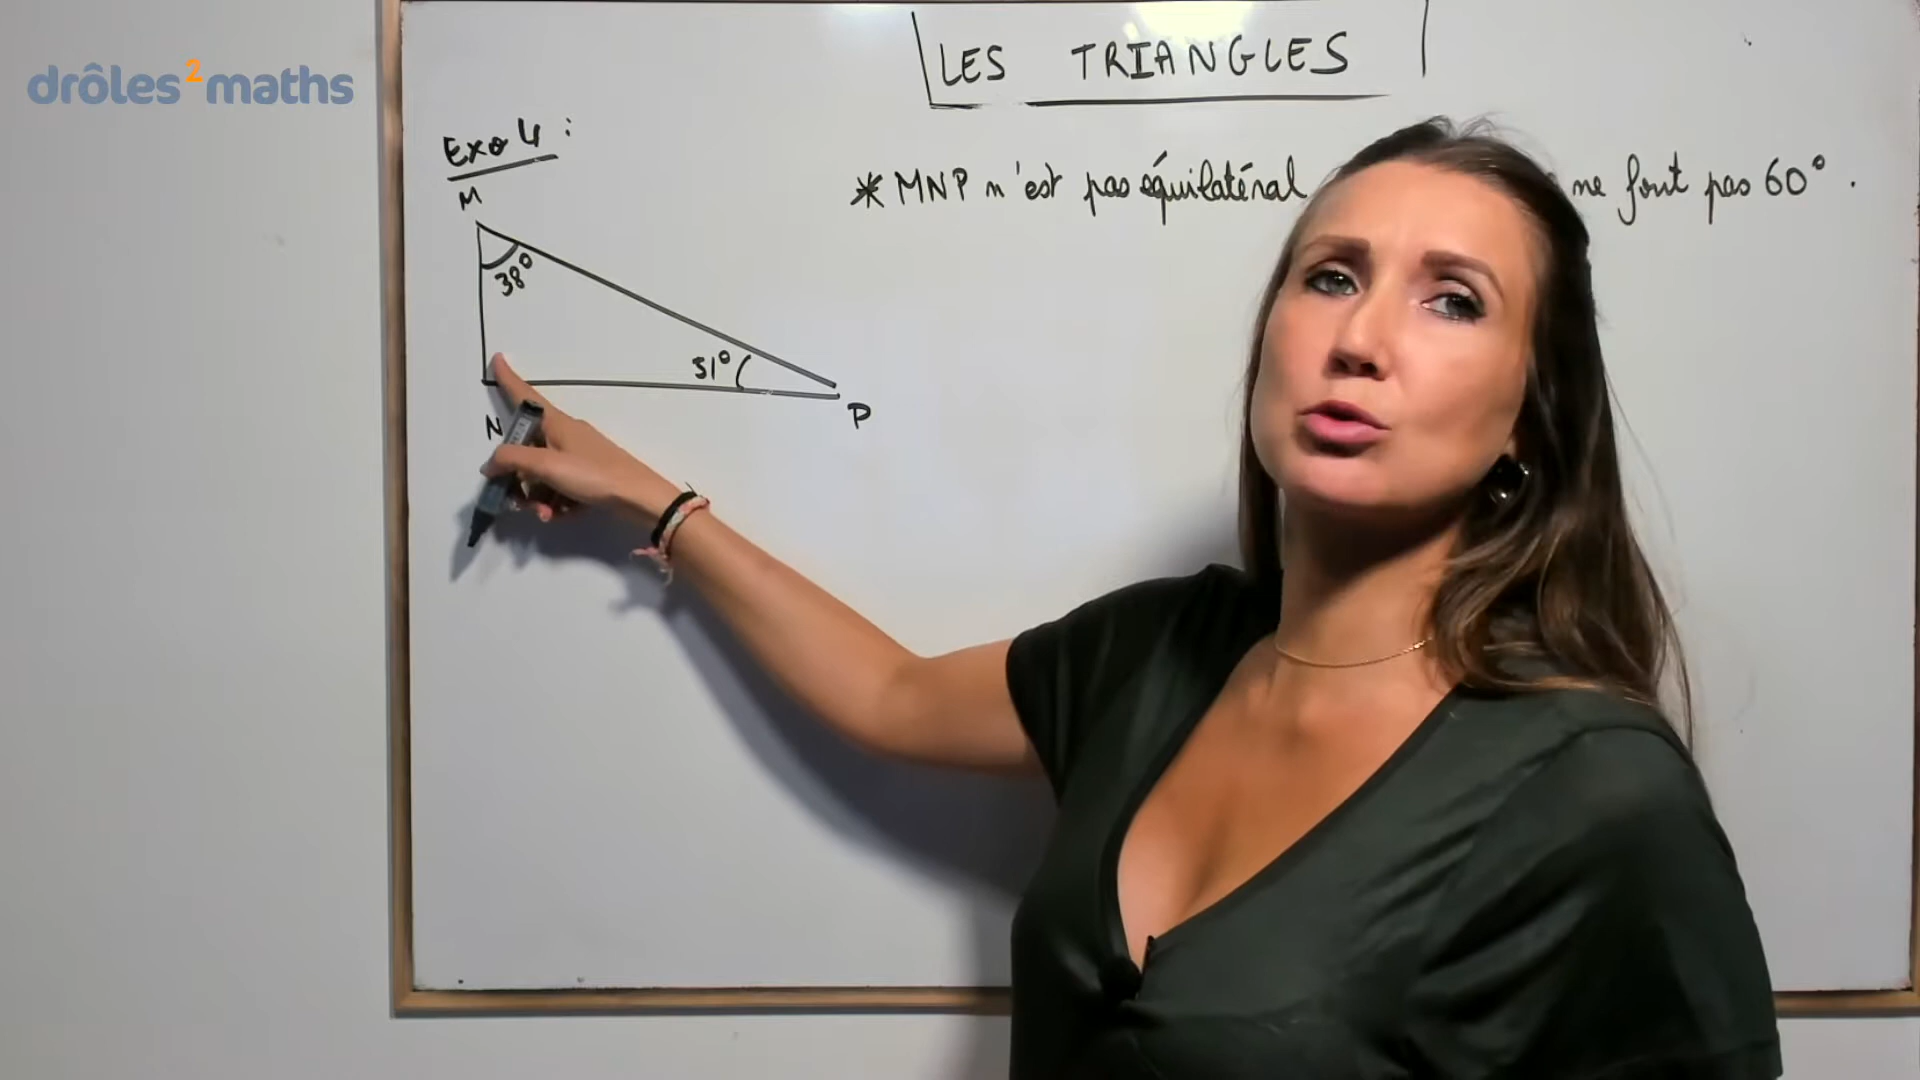 drôles²maths
LES TRIANGLES
Exo 4 :
* MNP n'est pas équilatéral ne font pas 60° .
M
38°
51°
N
P